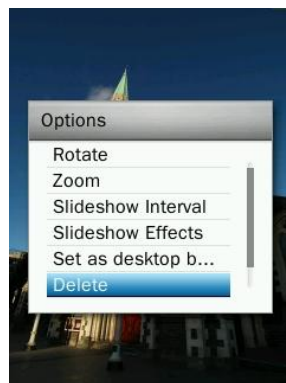 Options
Rotate
Zoom
Slideshow Interval
Slideshow Effects
Set as desktop b...
Delete